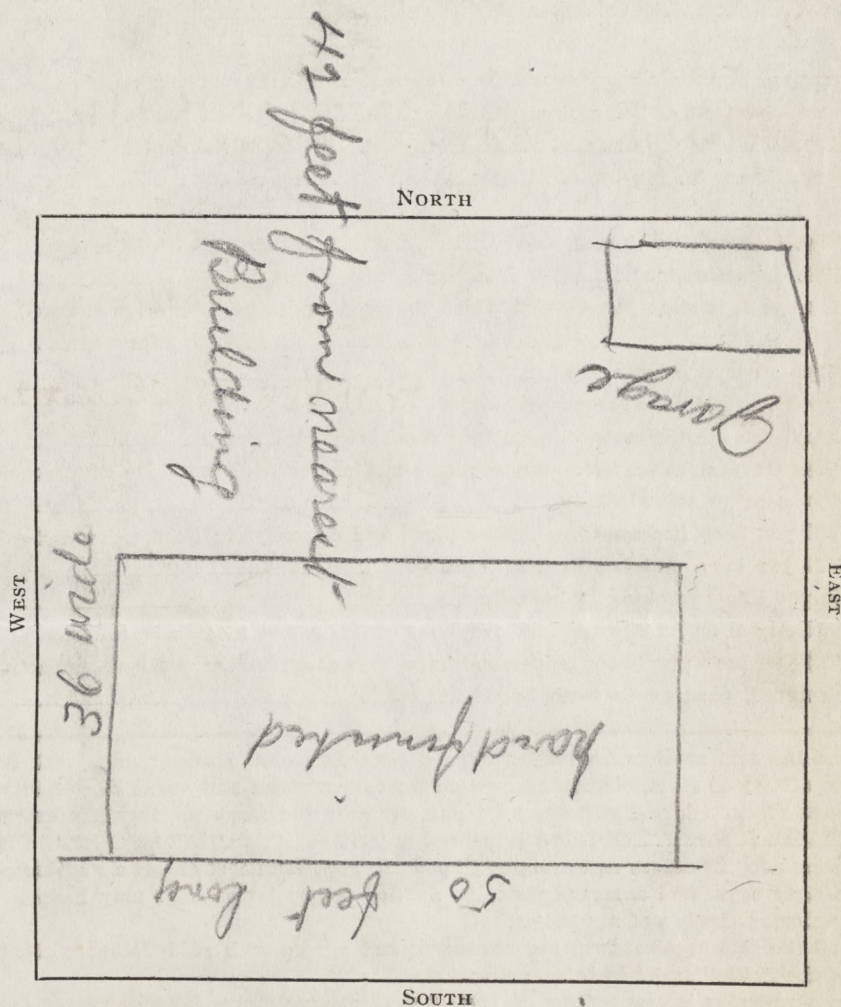 NORTH
42 feet from nearest
Building
Garage
WEST
36 wide
EAST
hard finished
50 feet long
SOUTH